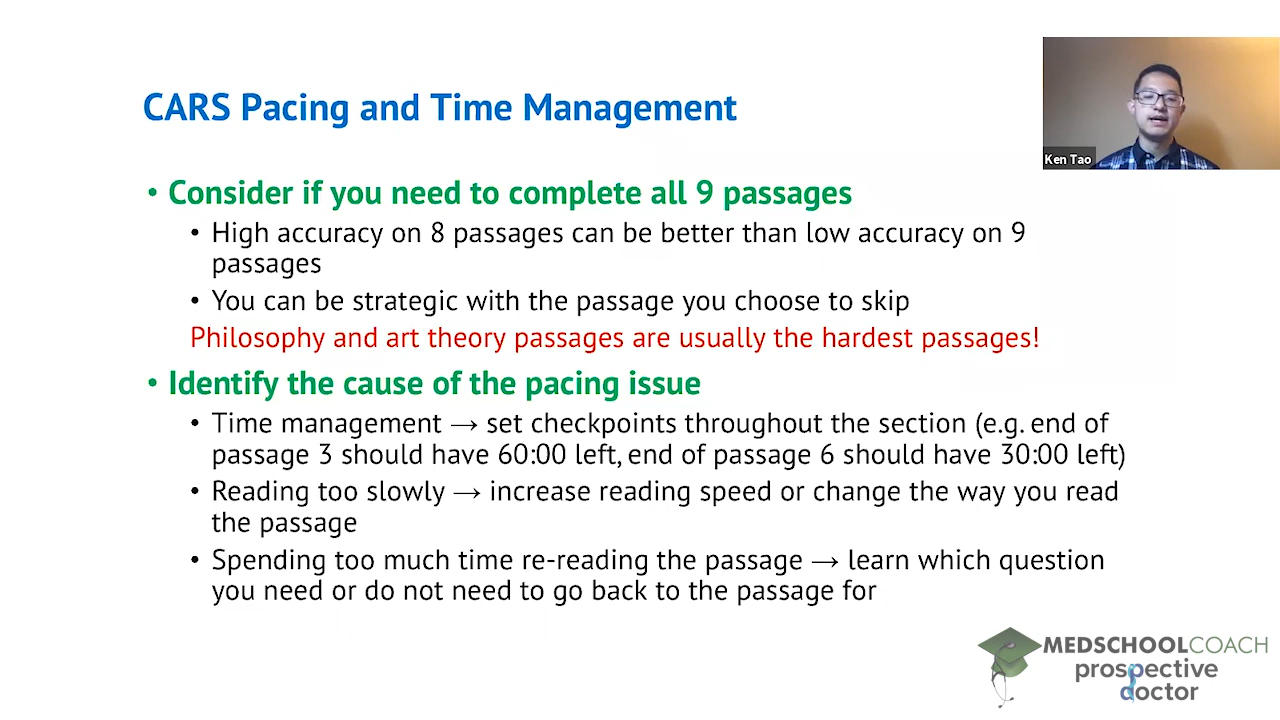 CARS Pacing and Time Management
Ken Tao
• Consider if you need to complete all 9 passages
• High accuracy on 8 passages can be better than low accuracy on 9
passages
• You can be strategic with the passage you choose to skip
Philosophy and art theory passages are usually the hardest passages!
• Identify the cause of the pacing issue
• Time management → set checkpoints throughout the section (e.g. end of
passage 3 should have 60:00 left, end of passage 6 should have 30:00 left)
• Reading too slowly → increase reading speed or change the way you read
the passage
• Spending too much time re-reading the passage → learn which question
you need or do not need to go back to the passage for
MEDSCHOOLCOACH
prospective
doctor